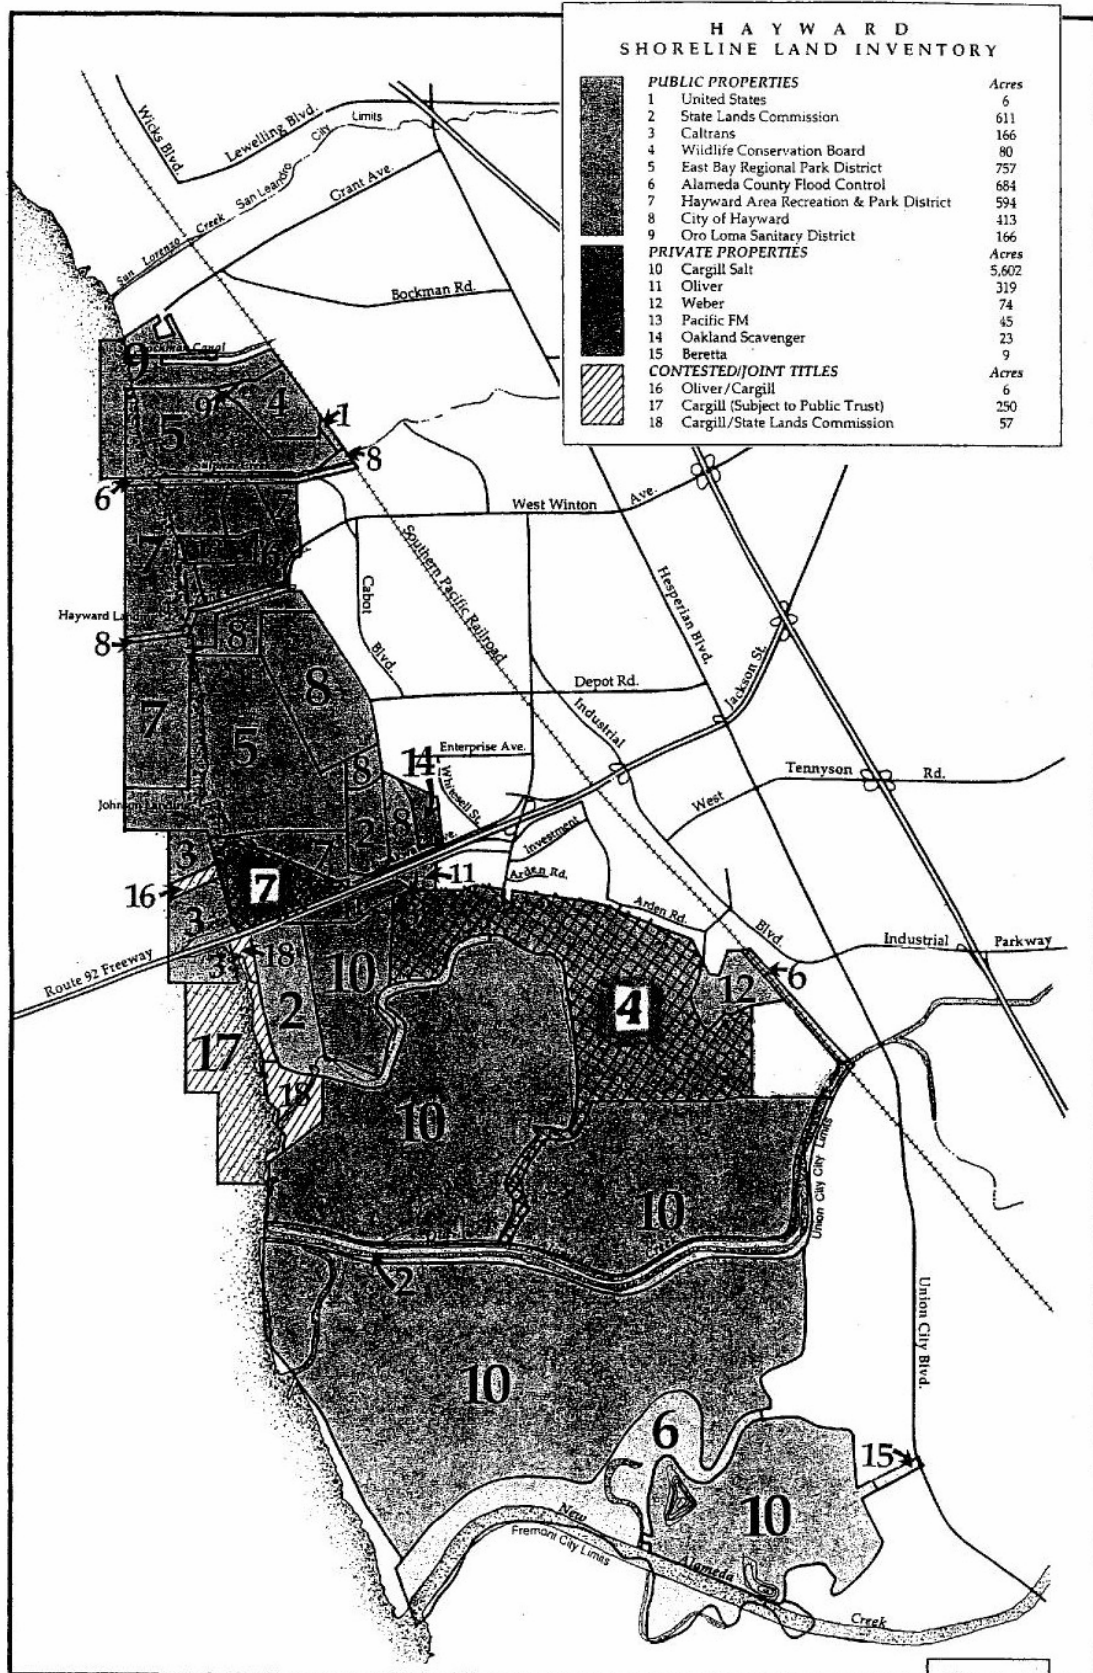 HAYWARD
SHORELINE LAND INVENTORY
PUBLIC PROPERTIES Acres
1 United States 6
2 State Lands Commission 611
3 Caltrans 166
4 Wildlife Conservation Board 80
5 East Bay Regional Park District 757
6 Alameda County Flood Control 684
7 Hayward Area Recreation & Park District 594
8 City of Hayward 413
9 Oro Loma Sanitary District 166
PRIVATE PROPERTIES Acres
10 Cargill Salt 5,602
11 Oliver 319
12 Weber 74
13 Pacific FM 45
14 Oakland Scavenger 23
15 Beretta 9
CONTESTED/JOINT TITLES Acres
16 Oliver/Cargill 6
17 Cargill (Subject to Public Trust) 250
18 Cargill/State Lands Commission 57
Wicks Blvd.
Lewelling Blvd.
San Lorenzo Creek San Leandro City Limits
Grant Ave.
Bockman Rd.
Canal
9
9
4
5
1
8
6
West Winton Ave.
7
16
Southern Pacific Railroad
Cabot Blvd.
Hesperian Blvd.
Hayward
8
18
8
7
5
Depot Rd.
Jackson St.
Industrial
Enterprise Ave.
Whitesell St.
Tennyson Rd.
West
18
14
2
8
7
Investment
3
16
7
11
Arden Rd.
Arden Rd.
Blvd.
Industrial Parkway
3
Route 92 Freeway
3
18
10
2
4
12
6
17
18
10
10
Union City City Limits
2
Creek
10
Union City Blvd.
6
15
10
New Alameda Creek
Fremont City Limits